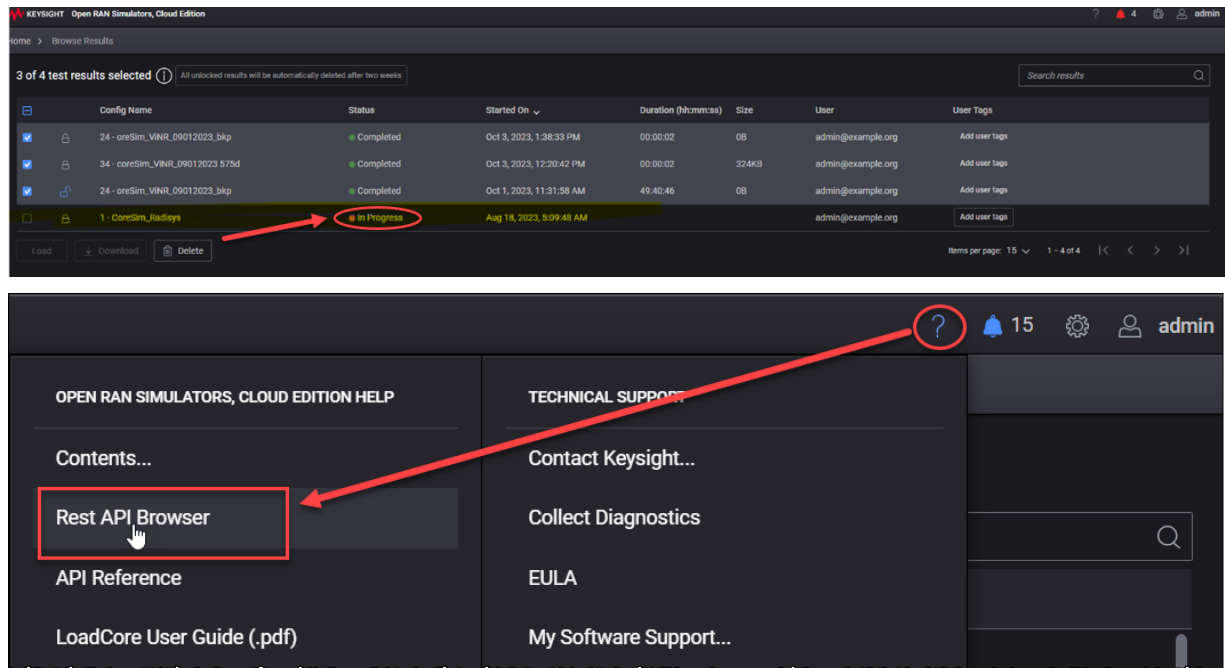 KEYSIGHT Open RAN Simulators, Cloud Edition ? 4 admin
Home > Browse Results
3 of 4 test results selected All unlocked results will be automatically deleted after two weeks Search results
Config Name Status Started On Duration (hh:mm:ss) Size User User Tags
24 - oreSim_ViNR_09012023_bkp Completed Oct 3, 2023, 1:38:33 PM 00:00:02 0B admin@example.org Add user tags
34 - coreSim_ViNR_09012023 575d Completed Oct 3, 2023, 12:20:42 PM 00:00:02 324KB admin@example.org Add user tags
24 - oreSim_ViNR_09012023_bkp Completed Oct 1, 2023, 11:31:58 AM 49:40:46 0B admin@example.org Add user tags
1 - CoreSim_Radisys In Progress Aug 18, 2023, 5:09:48 AM admin@example.org Add user tags
Load Download Delete Items per page: 15 1 - 4 of 4 |< < > >|
? 15 admin
OPEN RAN SIMULATORS, CLOUD EDITION HELP TECHNICAL SUPPORT
Contents... Contact Keysight...
Rest API Browser Collect Diagnostics
API Reference EULA
LoadCore User Guide (.pdf) My Software Support...